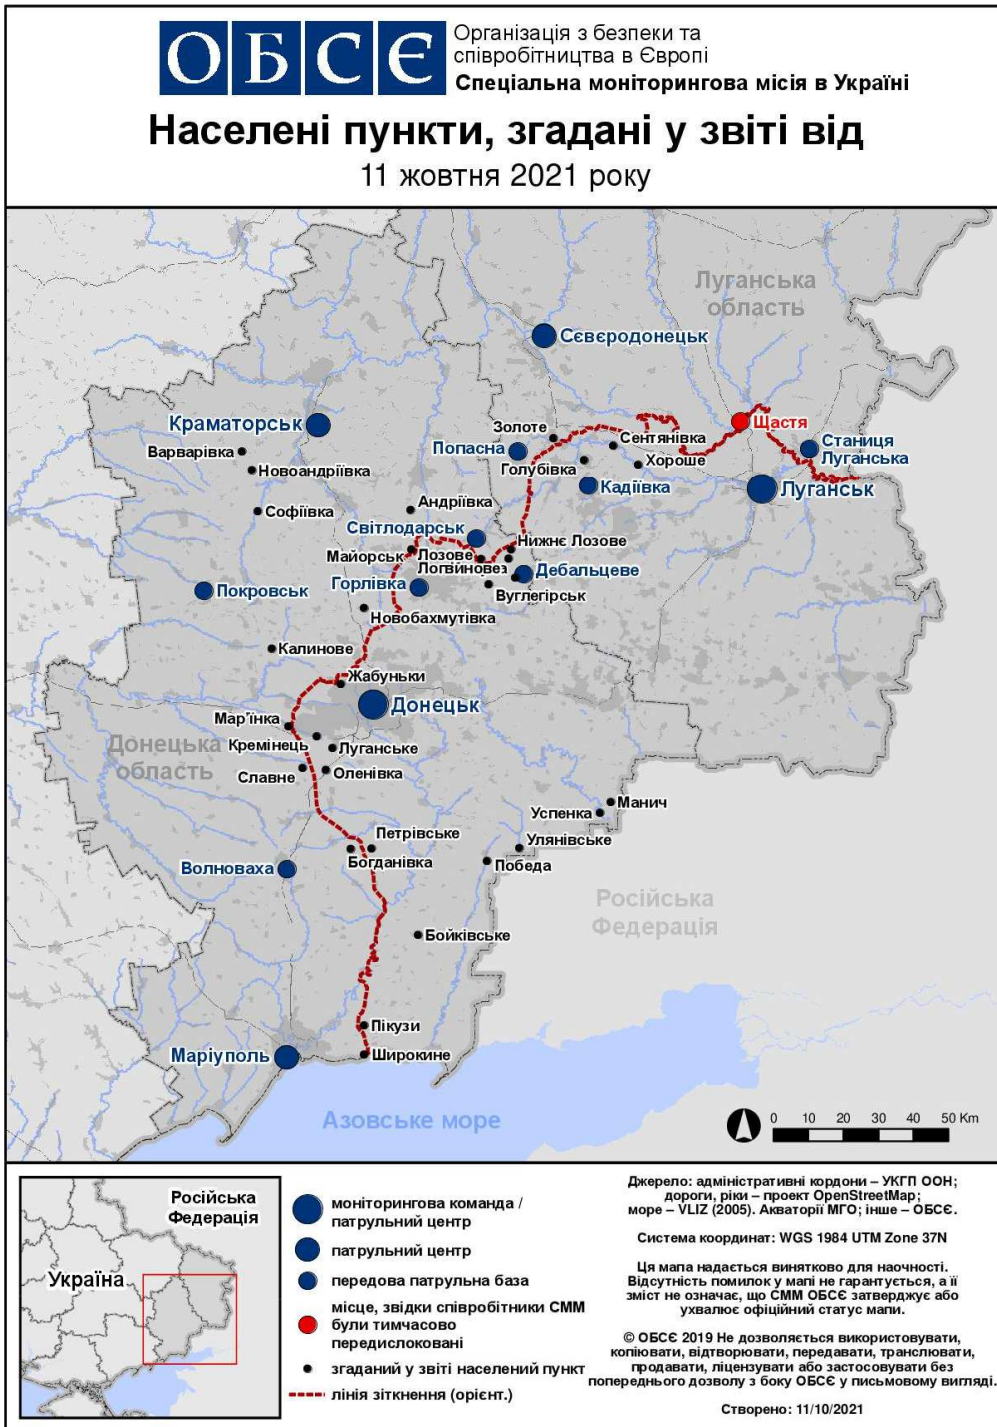 ОБСЄ
Організація з безпеки та
співробітництва в Європі
Спеціальна моніторингова місія в Україні
Населені пункти, згадані у звіті від
11 жовтня 2021 року
Луганська
область
Сєвєродонецьк
Краматорськ
Варварівка
Новоандріївка
Софіївка
Золоте
Попасна
Голубівка
Сентянівка
Хороше
Кадіївка
Щастя
Станиця
Луганська
Луганськ
Андріївка
Світлодарськ
Майорськ
Лозове
Нижнє Лозове
Логвинове
Дебальцеве
Горлівка
Вуглегірськ
Покровськ
Новобахмутівка
Калинове
Жабуньки
Донецьк
Мар'їнка
Кремінець
Луганське
Донецька
область
Славне
Оленівка
Манич
Успенка
Петрівське
Улянівське
Богданівка
Победа
Волноваха
Російська
Федерація
Бойківське
Пікузи
Маріуполь
Широкине
Азовське море
0 10 20 30 40 50 Km
Російська
Федерація
Україна
моніторингова команда /
патрульний центр
патрульний центр
передова патрульна база
місце, звідки співробітники СММ
були тимчасово
передислоковані
згаданий у звіті населений пункт
лінія зіткнення (орієнт.)
Джерело: адміністративні кордони – УКГП ООН;
дороги, ріки – проект OpenStreetMap;
море – VLIZ (2005). Акваторії МГО; інше – ОБСЄ.
Система координат: WGS 1984 UTM Zone 37N
Ця мапа надається винятково для наочності.
Відсутність помилок у мапі не гарантується, а її
зміст не означає, що СММ ОБСЄ затверджує або
ухвалює офіційний статус мапи.
© ОБСЄ 2019 Не дозволяється використовувати,
копіювати, відтворювати, передавати, транслювати,
продавати, ліцензувати або застосовувати без
попереднього дозволу з боку ОБСЄ у письмовому вигляді.
Створено: 11/10/2021